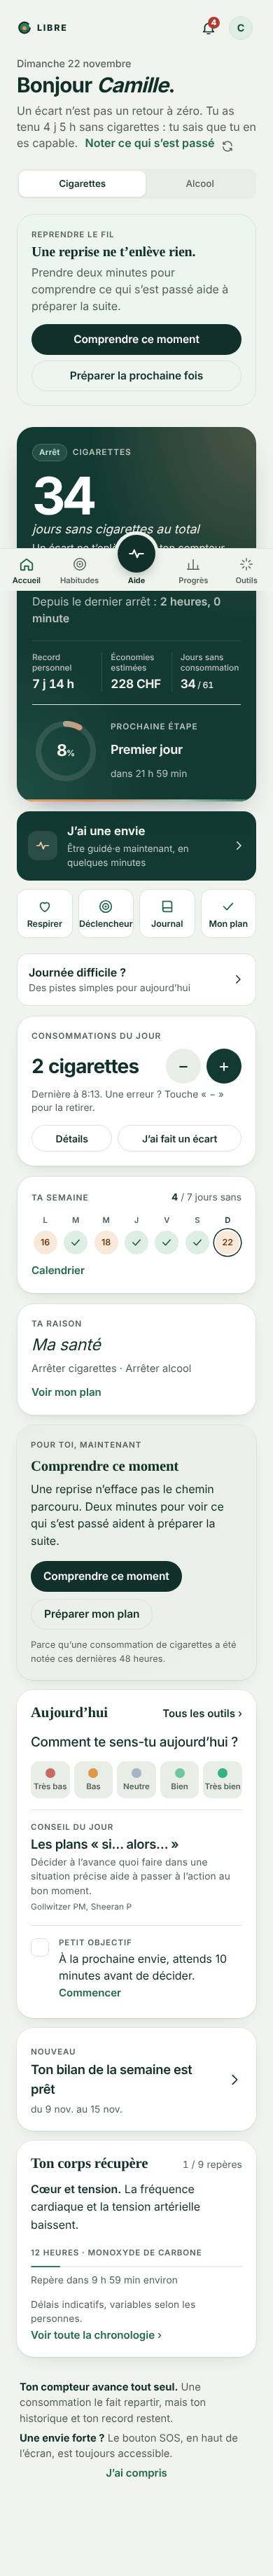 LIBRE
4
C
Dimanche 22 novembre
Bonjour Camille.
Un écart n’est pas un retour à zéro. Tu as
tenu 4 j 5 h sans cigarettes : tu sais que tu en
es capable. Noter ce qui s’est passé
Cigarettes
Alcool
REPRENDRE LE FIL
Une reprise ne t’enlève rien.
Prendre deux minutes pour
comprendre ce qui s’est passé aide à
préparer la suite.
Comprendre ce moment
Préparer la prochaine fois
Arrêt CIGARETTES
34
jours sans cigarettes au total
Accueil
Habitudes
Aide
Progrès
Outils
Depuis le dernier arrêt : 2 heures, 0
minute
Record
personnel
7 j 14 h
Économies
estimées
228 CHF
Jours sans
consommation
34 / 61
8%
PROCHAINE ÉTAPE
Premier jour
dans 21 h 59 min
J’ai une envie
Être guidé·e maintenant, en
quelques minutes
Respirer
Déclencheur
Journal
Mon plan
Journée difficile ?
Des pistes simples pour aujourd’hui
CONSOMMATIONS DU JOUR
2 cigarettes
−
+
Dernière à 8:13. Une erreur ? Touche « − »
pour la retirer.
Détails
J’ai fait un écart
TA SEMAINE
4 / 7 jours sans
L M M J V S D
16 18 22
Calendrier
TA RAISON
Ma santé
Arrêter cigarettes · Arrêter alcool
Voir mon plan
POUR TOI, MAINTENANT
Comprendre ce moment
Une reprise n’efface pas le chemin
parcouru. Deux minutes pour voir ce
qui s’est passé aident à préparer la
suite.
Comprendre ce moment
Préparer mon plan
Parce qu’une consommation de cigarettes a été
notée ces dernières 48 heures.
Aujourd’hui
Tous les outils ›
Comment te sens-tu aujourd’hui ?
Très bas
Bas
Neutre
Bien
Très bien
CONSEIL DU JOUR
Les plans « si… alors… »
Décider à l’avance quoi faire dans une
situation précise aide à passer à l’action au
bon moment.
Gollwitzer PM, Sheeran P
PETIT OBJECTIF
À la prochaine envie, attends 10
minutes avant de décider.
Commencer
NOUVEAU
Ton bilan de la semaine est
prêt
du 9 nov. au 15 nov.
Ton corps récupère
1 / 9 repères
Cœur et tension. La fréquence
cardiaque et la tension artérielle
baissent.
12 HEURES · MONOXYDE DE CARBONE
Repère dans 9 h 59 min environ
Délais indicatifs, variables selon les
personnes.
Voir toute la chronologie ›
Ton compteur avance tout seul. Une
consommation le fait repartir, mais ton
historique et ton record restent.
Une envie forte ? Le bouton SOS, en haut de
l’écran, est toujours accessible.
J’ai compris